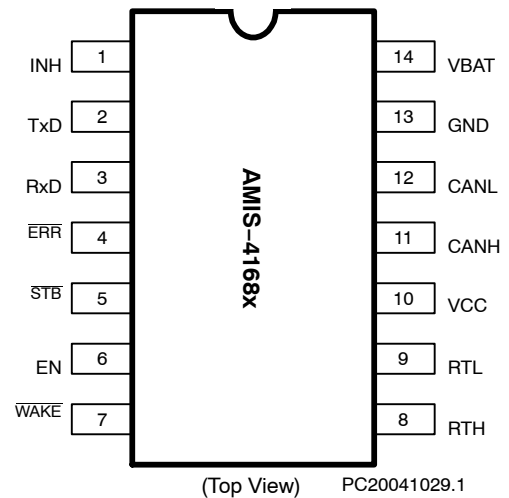 INH 1 14 VBAT
TxD 2 13 GND
RxD 3 12 CANL
ERR 4 11 CANH
STB 5 10 VCC
EN 6 9 RTL
WAKE 7 8 RTH
AMIS-4168x
(Top View) PC20041029.1